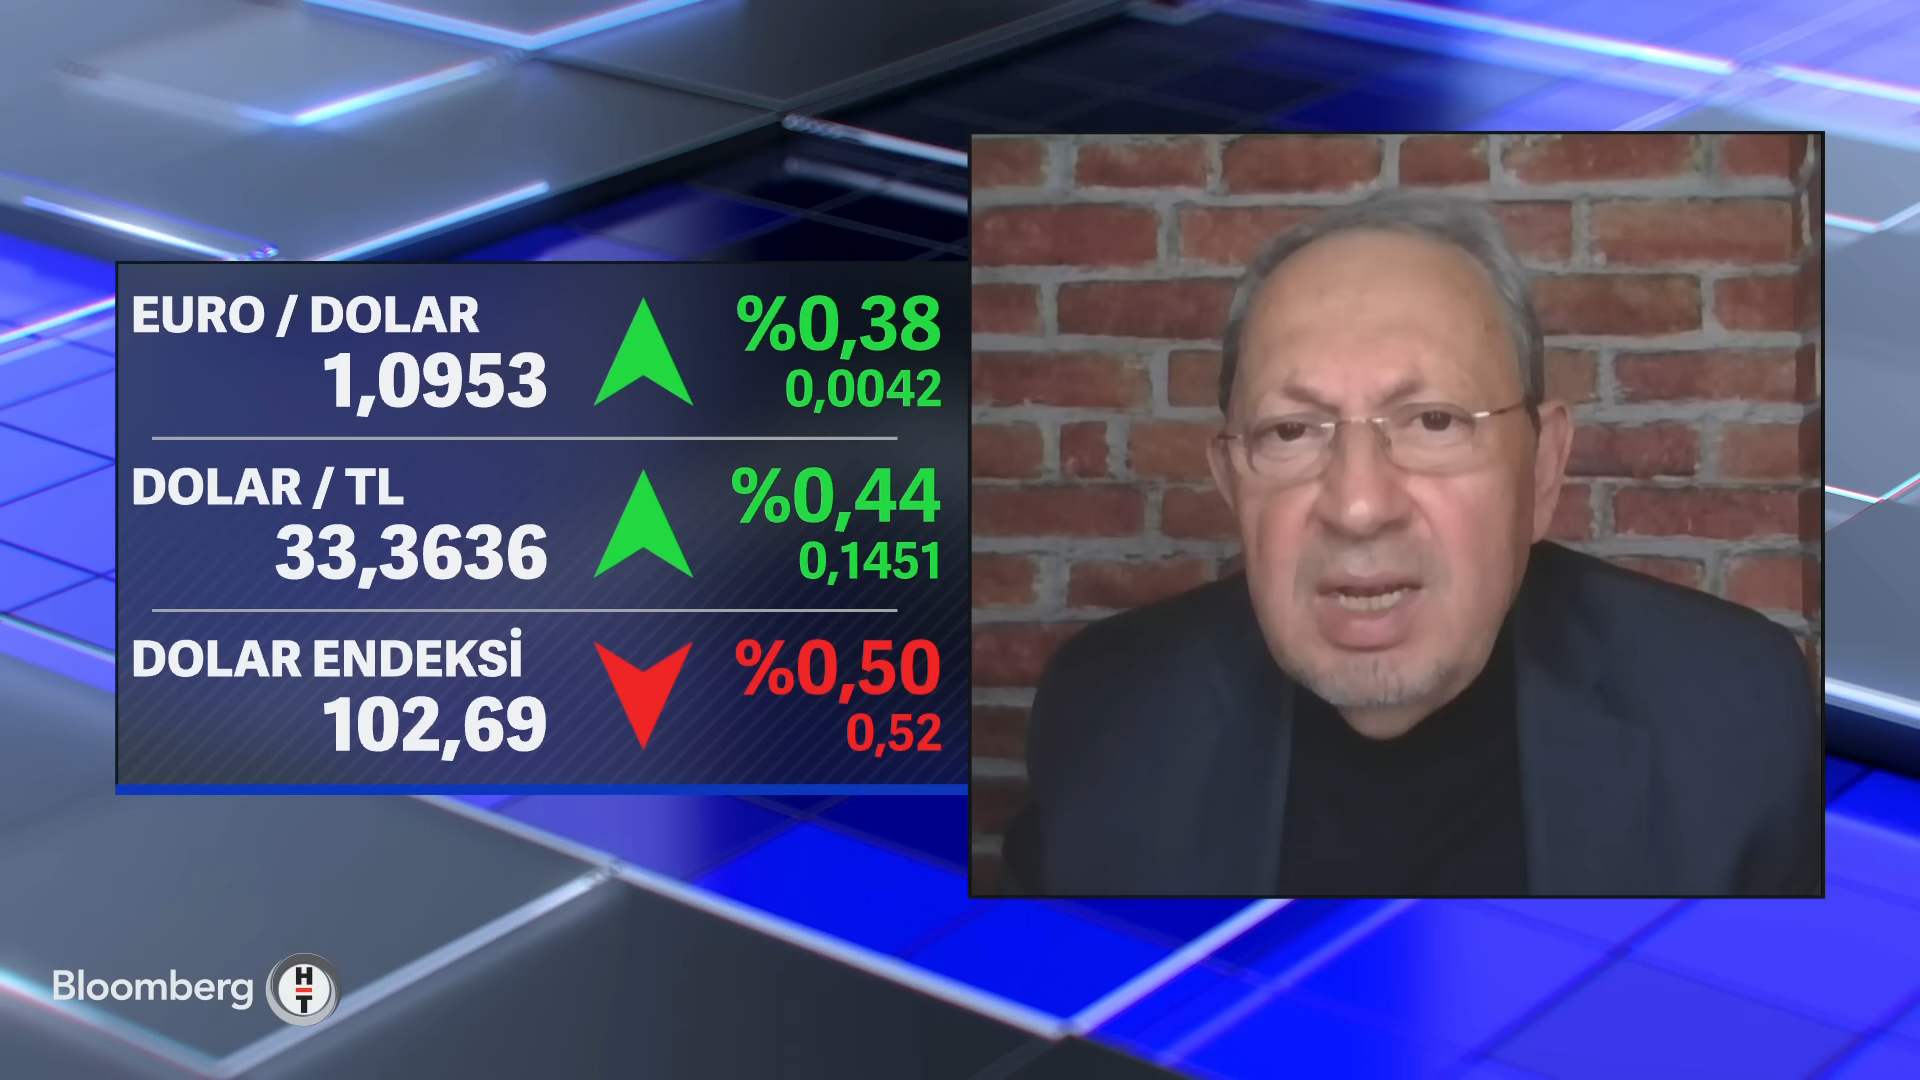 EURO / DOLAR
1,0953
%0,38
0,0042
DOLAR / TL
33,3636
%0,44
0,1451
DOLAR ENDEKSİ
102,69
%0,50
0,52
Bloomberg HT